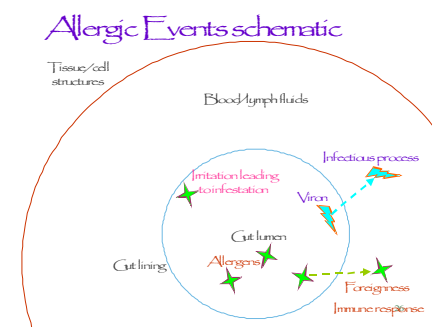 Allergic Events schematic
Tissue/cell
structures
Blood/lymph fluids
Infectious process
Irritation leading
to infestation
Viron
Gut lumen
Gut lining
Allergens
Foreignness
Immune response
36